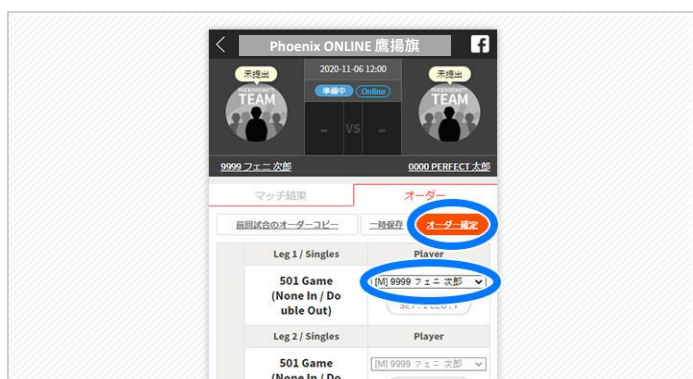 Phoenix ONLINE 鷹揚旗
未提出
2020-11-06 12:00
未提出
準備中
Online
TEAM
TEAM
- VS -
9999 フェニ次郎
0000 PERFECT 太郎
マッチ結果
オーダー
前回試合のオーダーコピー
一時保存
オーダー確定
Leg 1 / Singles
Player
501 Game
(None In / Do
uble Out)
[M] 9999 フェニ 次郎
Leg 2 / Singles
Player
501 Game
(None In / Do
[M] 9999 フェニ 次郎